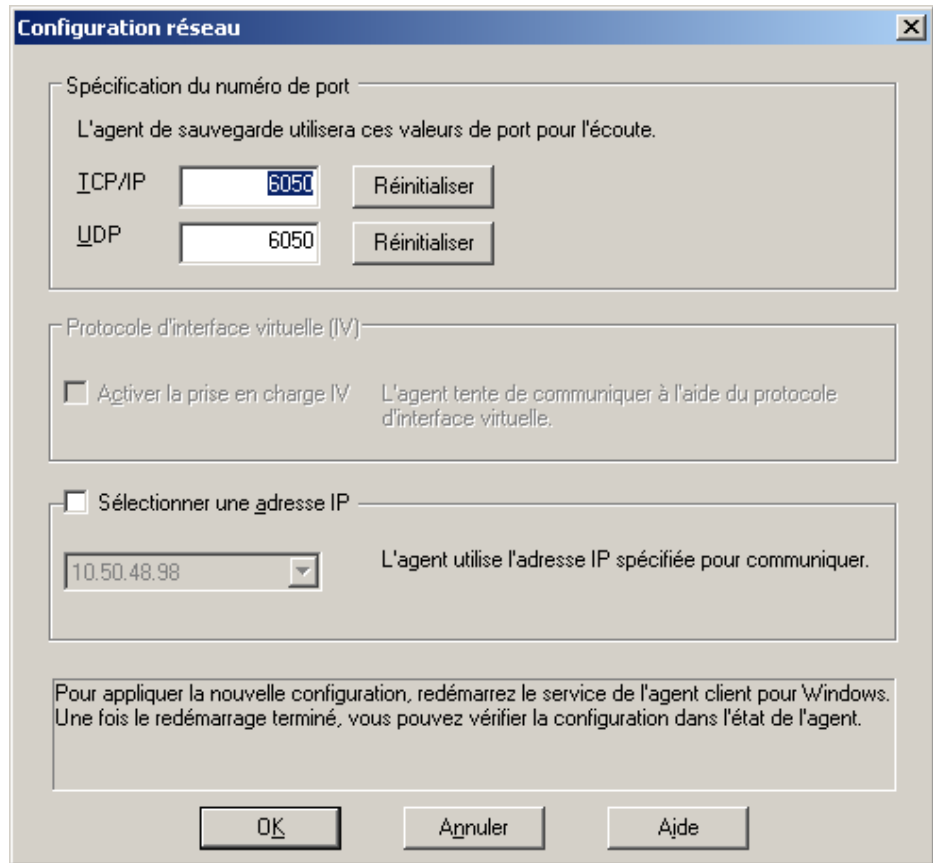 Configuration réseau
Spécification du numéro de port
L'agent de sauvegarde utilisera ces valeurs de port pour l'écoute.
TCP/IP 6050 Réinitialiser
UDP 6050 Réinitialiser
Protocole d'interface virtuelle (IV)
Activer la prise en charge IV L'agent tente de communiquer à l'aide du protocole
d'interface virtuelle.
Sélectionner une adresse IP
10.50.48.98 L'agent utilise l'adresse IP spécifiée pour communiquer.
Pour appliquer la nouvelle configuration, redémarrez le service de l'agent client pour Windows.
Une fois le redémarrage terminé, vous pouvez vérifier la configuration dans l'état de l'agent.
OK Annuler Aide